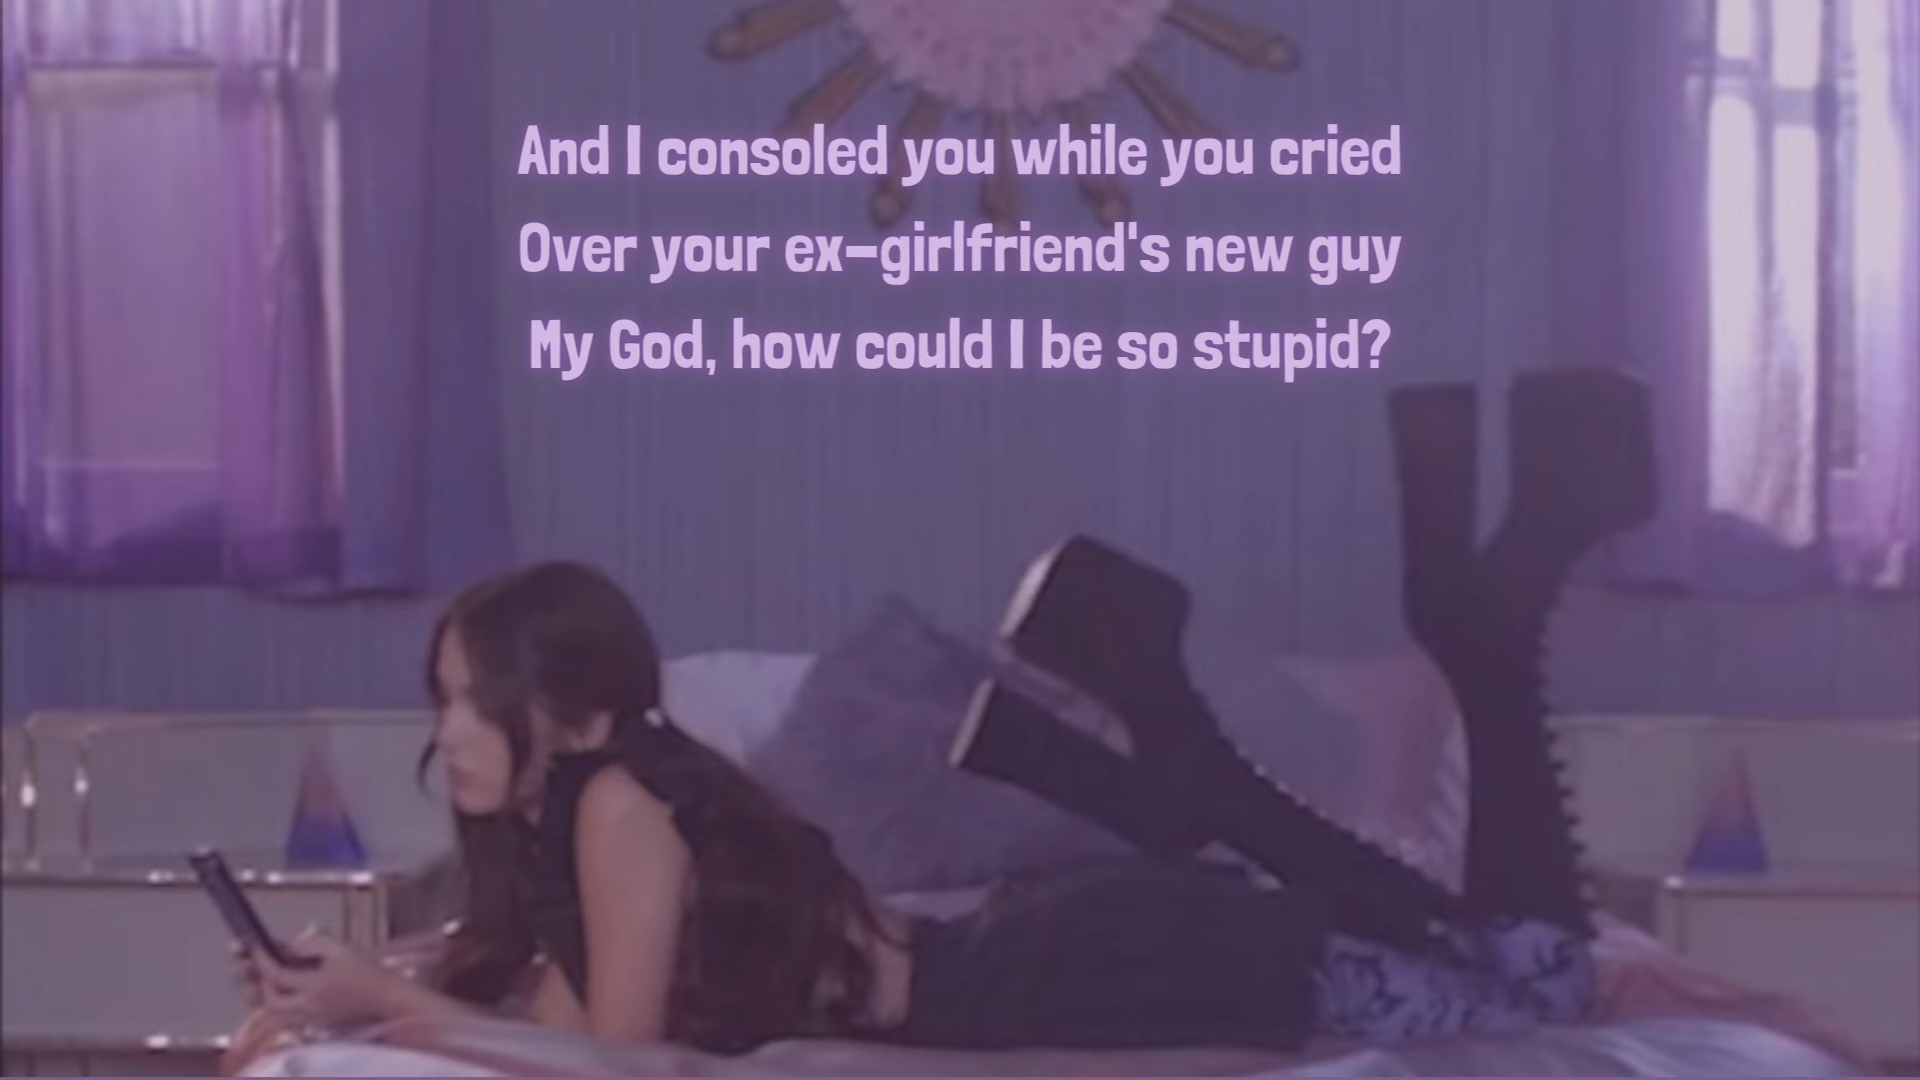 And I consoled you while you cried
Over your ex-girlfriend's new guy
My God, how could I be so stupid?